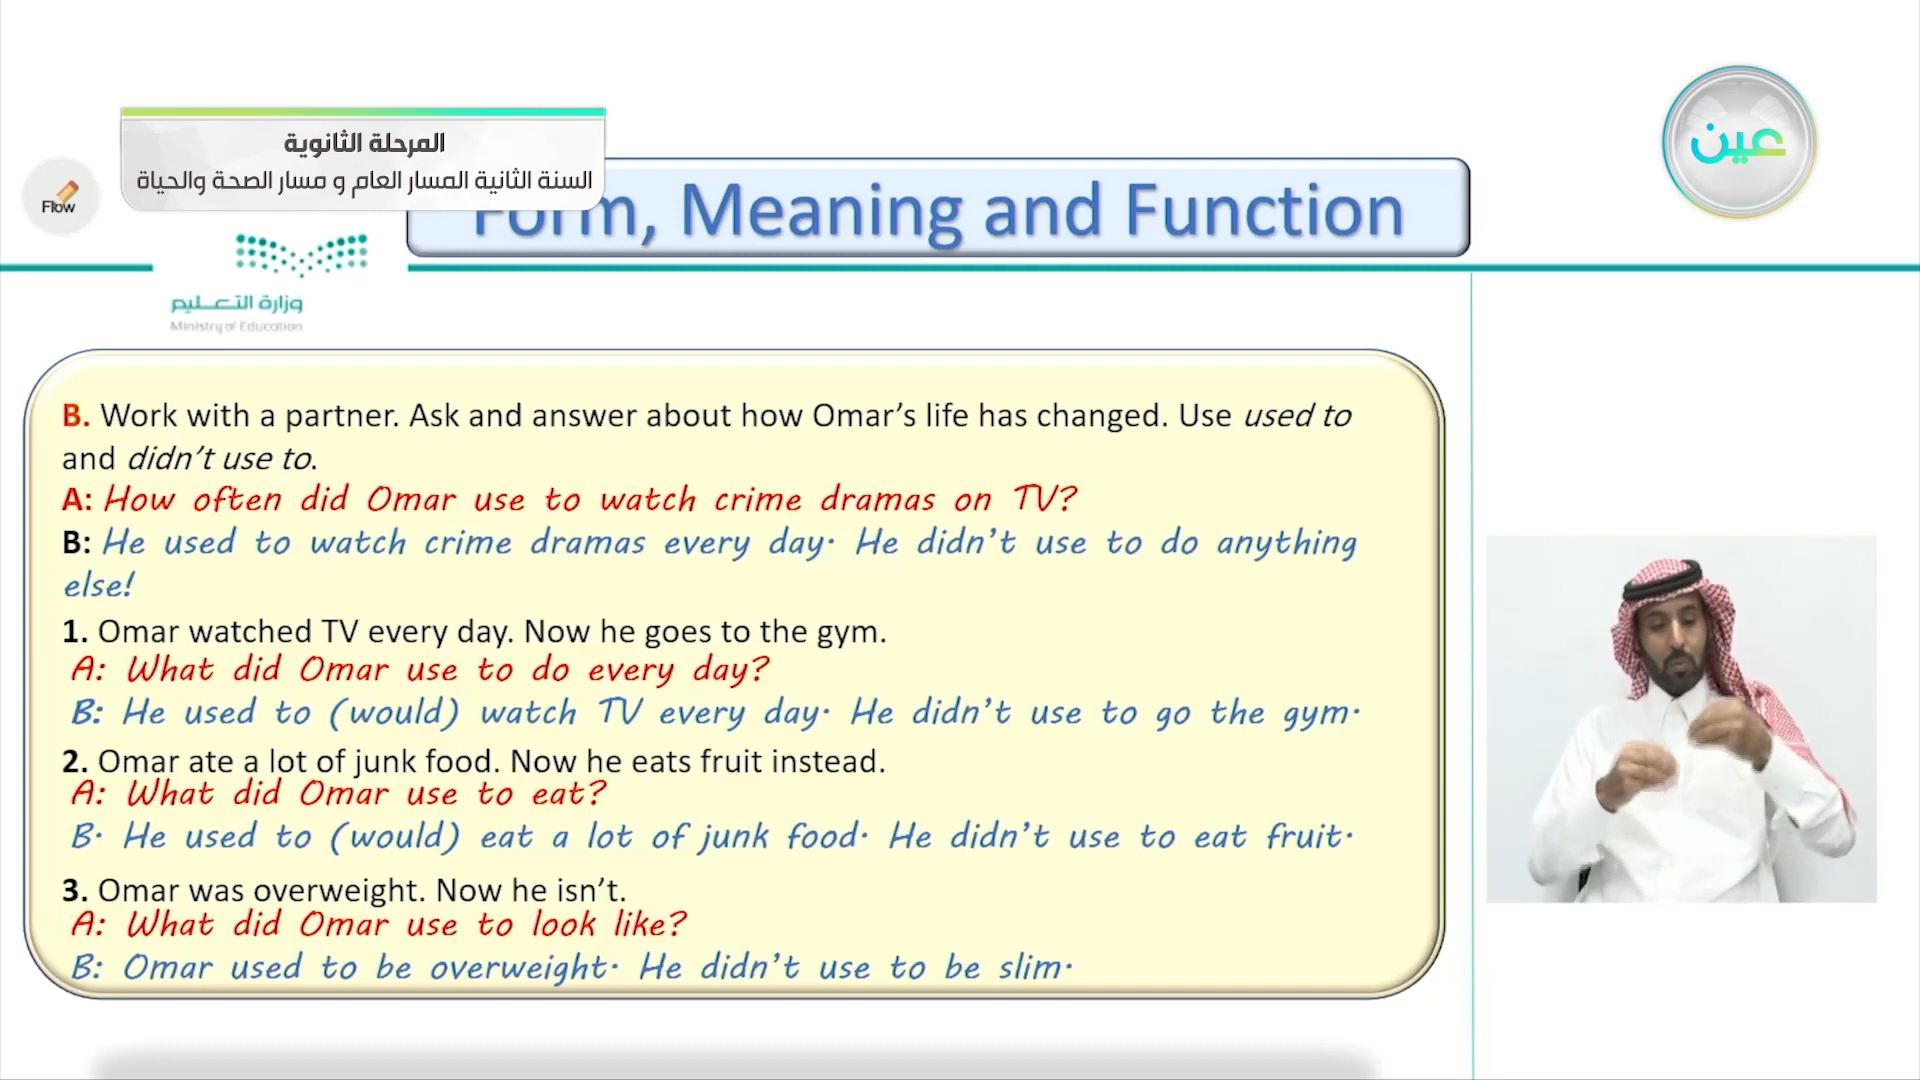 المرحلة الثانوية
السنة الثانية المسار العام و مسار الصحة والحياة
عين
Flow
Form, Meaning and Function
وزارة التعليم
Ministry of Education
B. Work with a partner. Ask and answer about how Omar’s life has changed. Use used to
and didn’t use to.
A: How often did Omar use to watch crime dramas on TV?
B: He used to watch crime dramas every day. He didn’t use to do anything
else!
1. Omar watched TV every day. Now he goes to the gym.
A: What did Omar use to do every day?
B: He used to (would) watch TV every day. He didn’t use to go the gym.
2. Omar ate a lot of junk food. Now he eats fruit instead.
A: What did Omar use to eat?
B. He used to (would) eat a lot of junk food. He didn’t use to eat fruit.
3. Omar was overweight. Now he isn’t.
A: What did Omar use to look like?
B: Omar used to be overweight. He didn’t use to be slim.